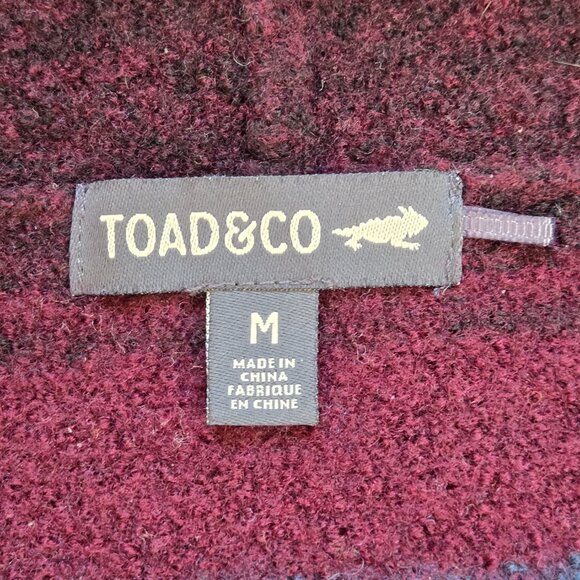 TOAD&CO
M
MADE IN
CHINA
FABRIQUE
EN CHINE